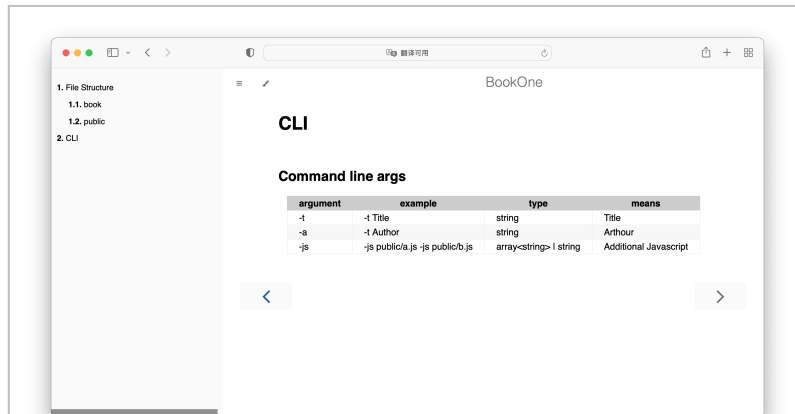 翻译可用
1. File Structure
1.1. book
1.2. public
2. CLI
BookOne
CLI
Command line args
argument example type means
-t -t Title string Title
-a -t Author string Arthour
-js -js public/a.js -js public/b.js array<string> | string Additional Javascript